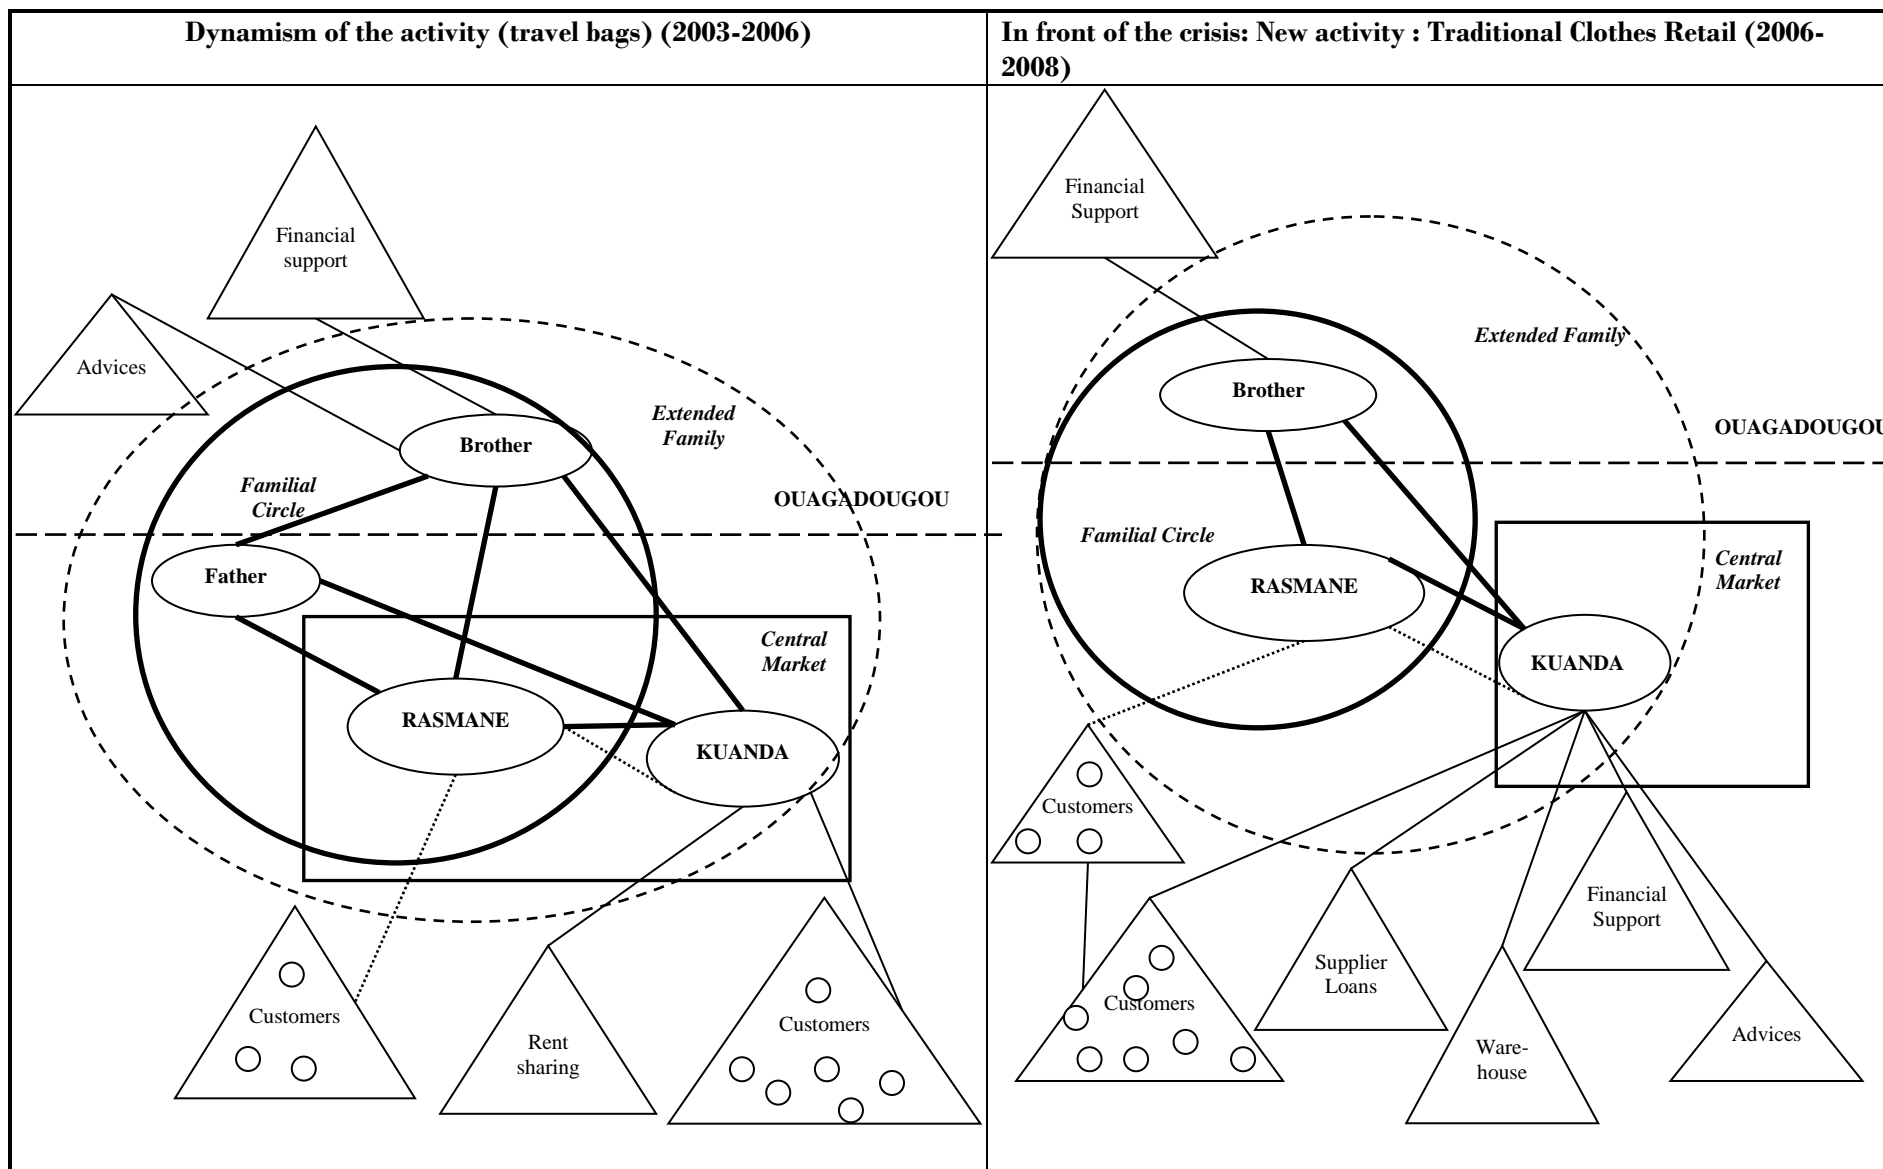 Dynamism of the activity (travel bags) (2003-2006)
Financial
support
Advices
Extended
Family
Brother
Familial
Circle
OUAGADOUGOU
Father
Central
Market
RASMANE
KUANDA
Customers
Rent
sharing
Customers
In front of the crisis: New activity : Traditional Clothes Retail (2006-
2008)
Financial
Support
Extended Family
Brother
OUAGADOUGOU
Familial Circle
Central
Market
RASMANE
KUANDA
Customers
Financial
Support
Supplier
Loans
Customers
Advices
Ware-
house